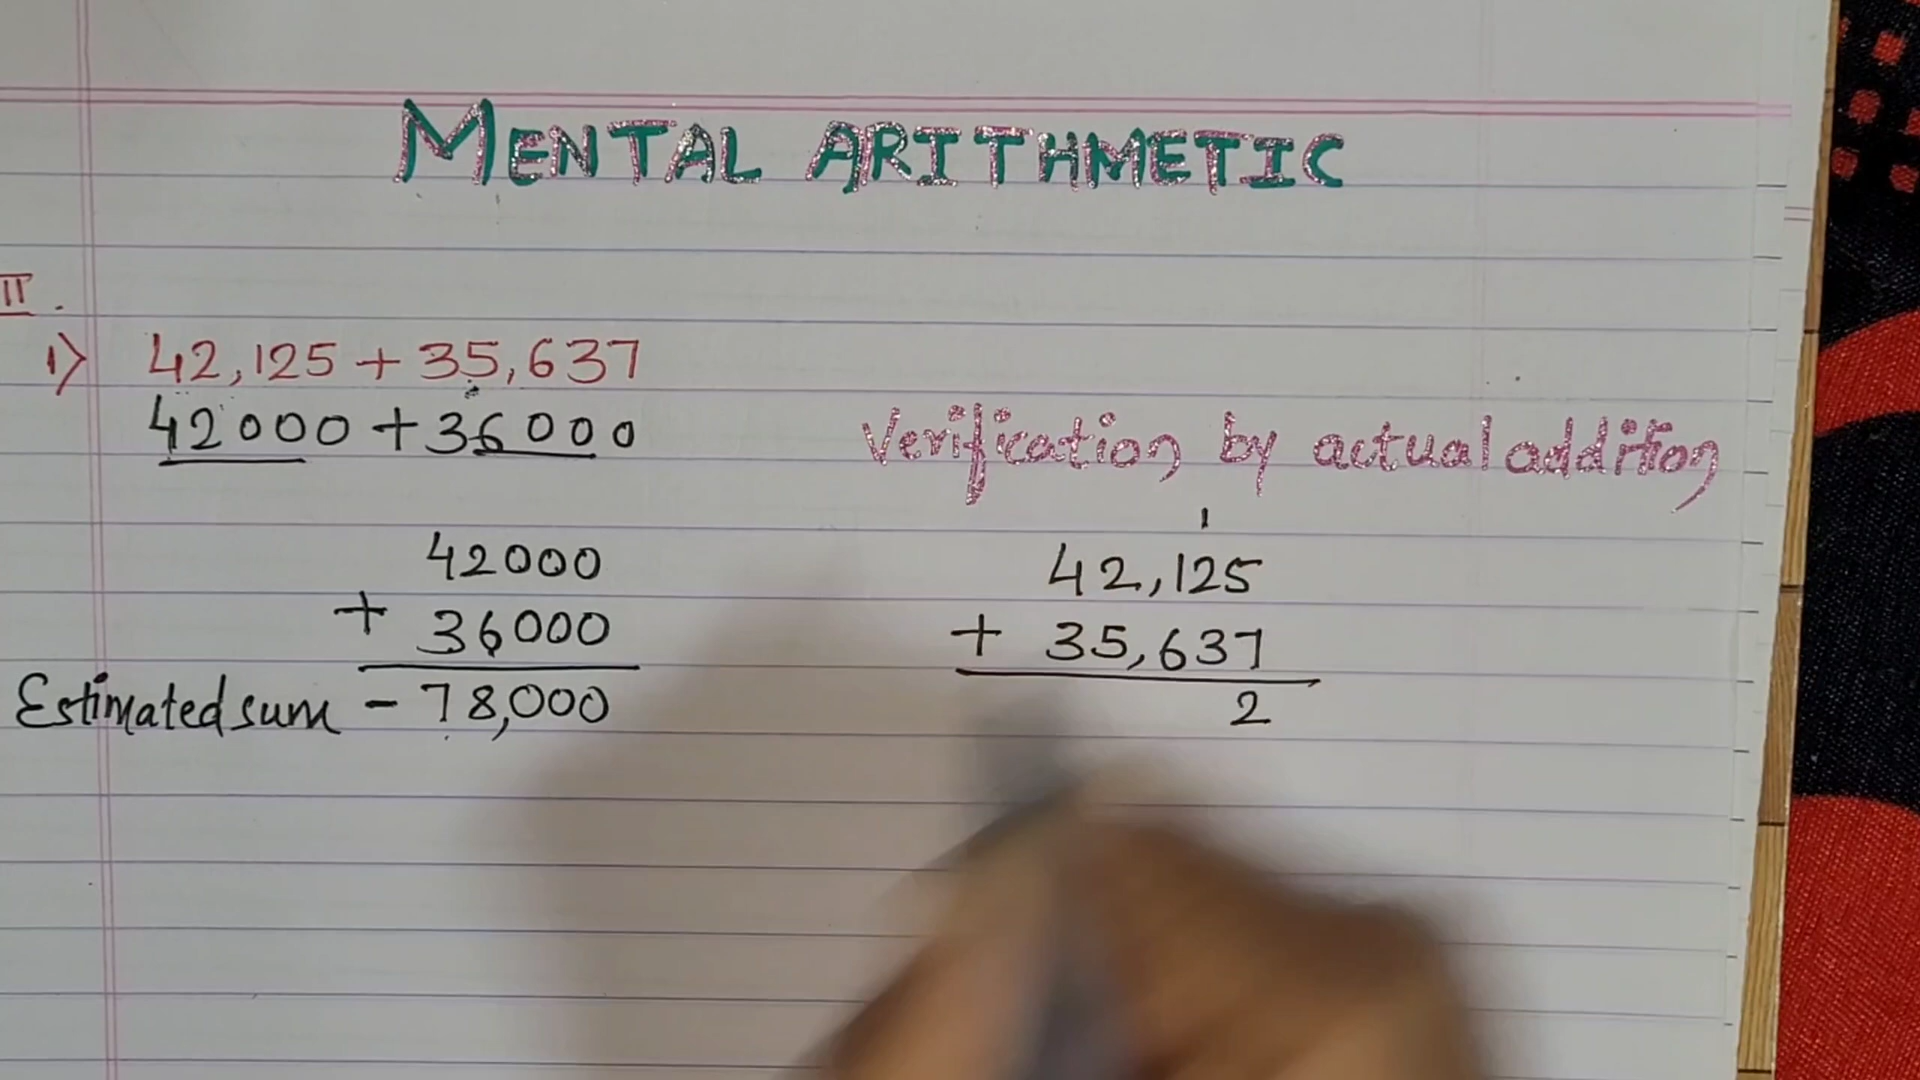 MENTAL ARITHMETIC
II.
1) 42,125 + 35,637
42000 + 36000
42000
+ 36000
Estimated sum - 78,000
Verification by actual addition
1
42,125
+ 35,637
2